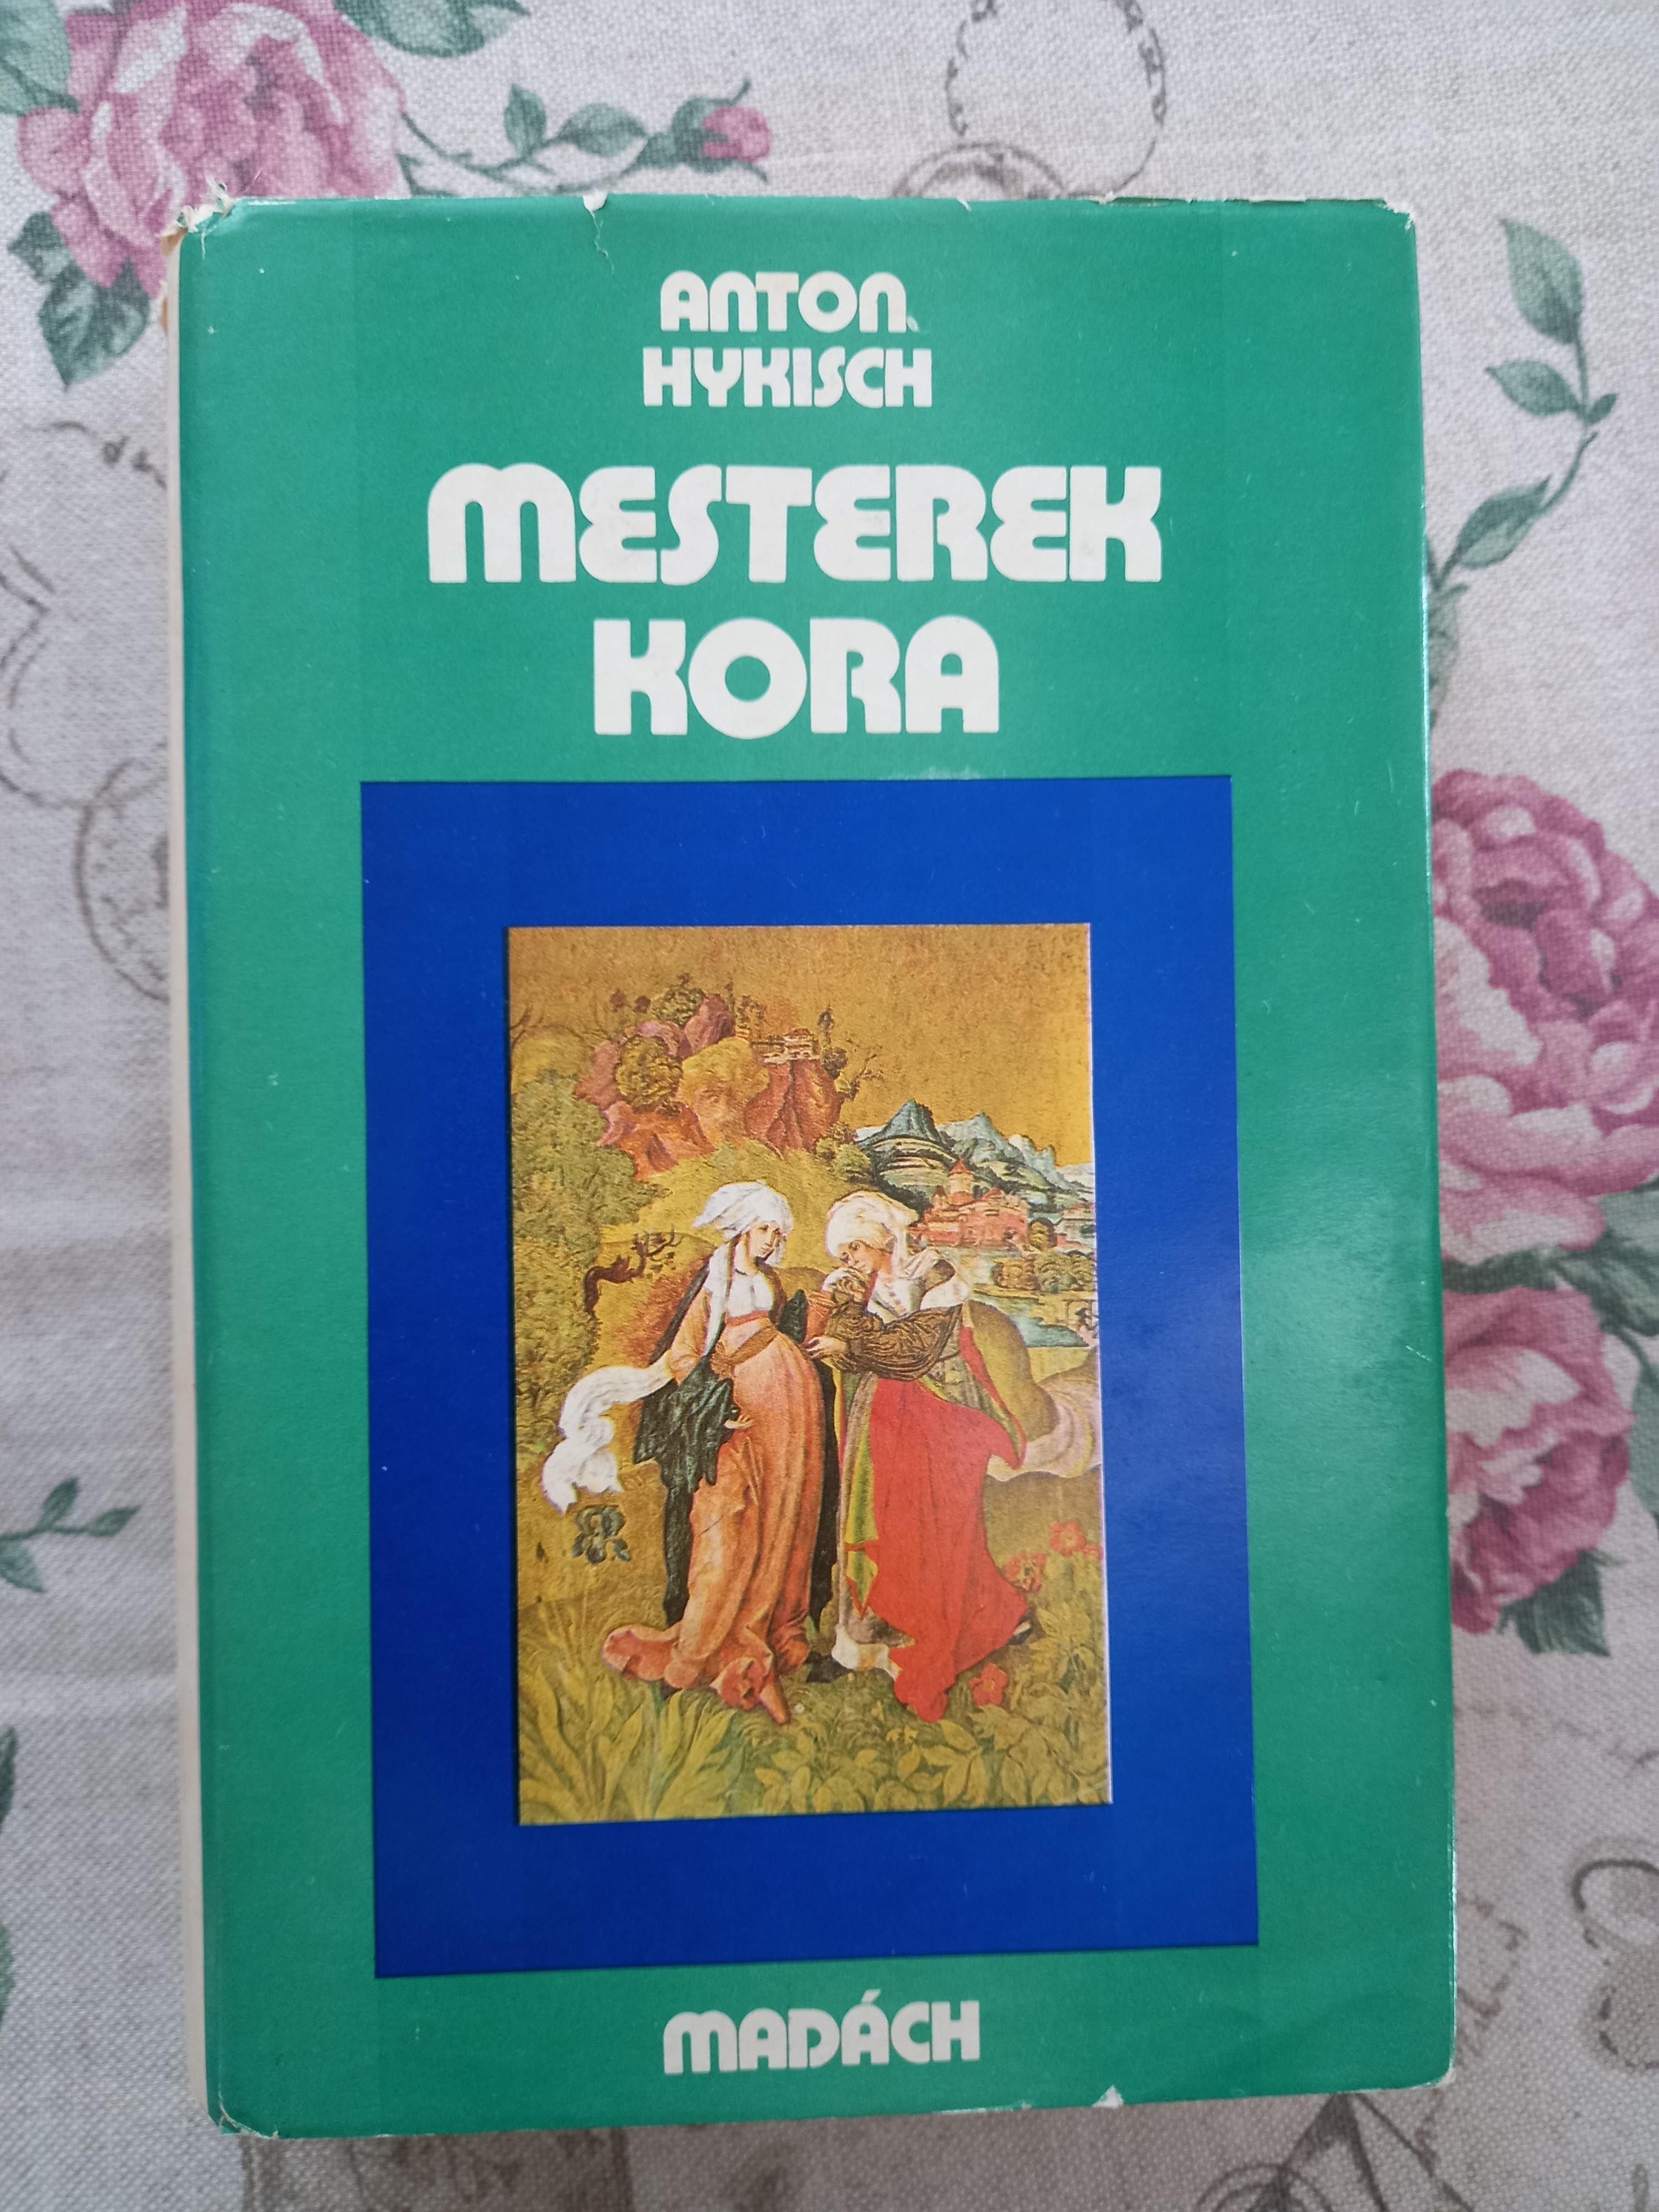 ANTON
HYKISCH
MESTEREK
KORA
MADÁCH